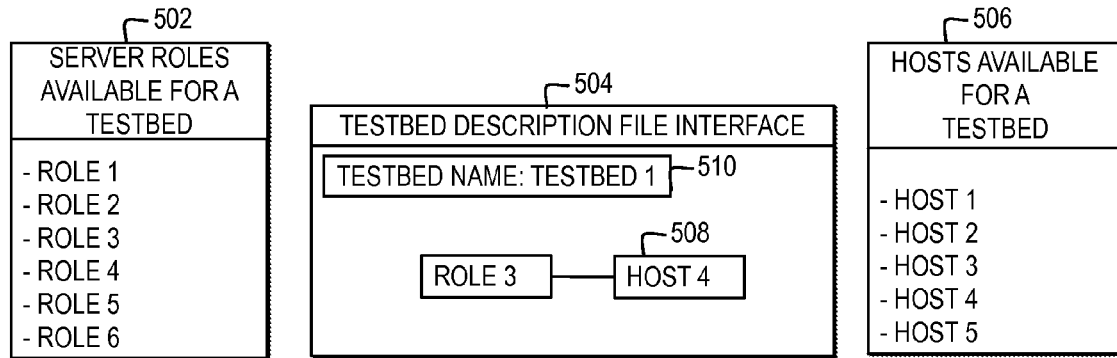 502
SERVER ROLES
AVAILABLE FOR A
TESTBED
- ROLE 1
- ROLE 2
- ROLE 3
- ROLE 4
- ROLE 5
- ROLE 6
504
TESTBED DESCRIPTION FILE INTERFACE
TESTBED NAME: TESTBED 1
510
508
ROLE 3
HOST 4
506
HOSTS AVAILABLE
FOR A
TESTBED
- HOST 1
- HOST 2
- HOST 3
- HOST 4
- HOST 5